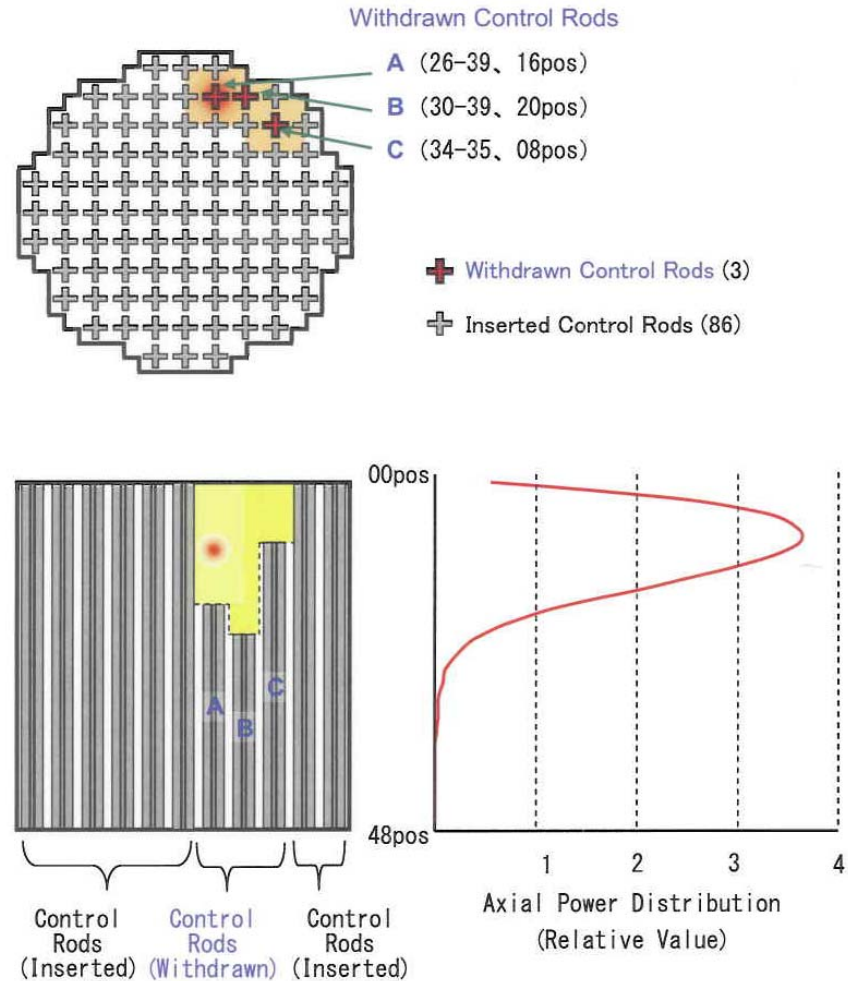 Withdrawn Control Rods
A (26-39、16pos)
B (30-39、20pos)
C (34-35、08pos)
Withdrawn Control Rods (3)
Inserted Control Rods (86)
00pos
A
B
C
48pos
1 2 3 4
Axial Power Distribution
(Relative Value)
Control
Rods
(Inserted)
Control
Rods
(Withdrawn)
Control
Rods
(Inserted)